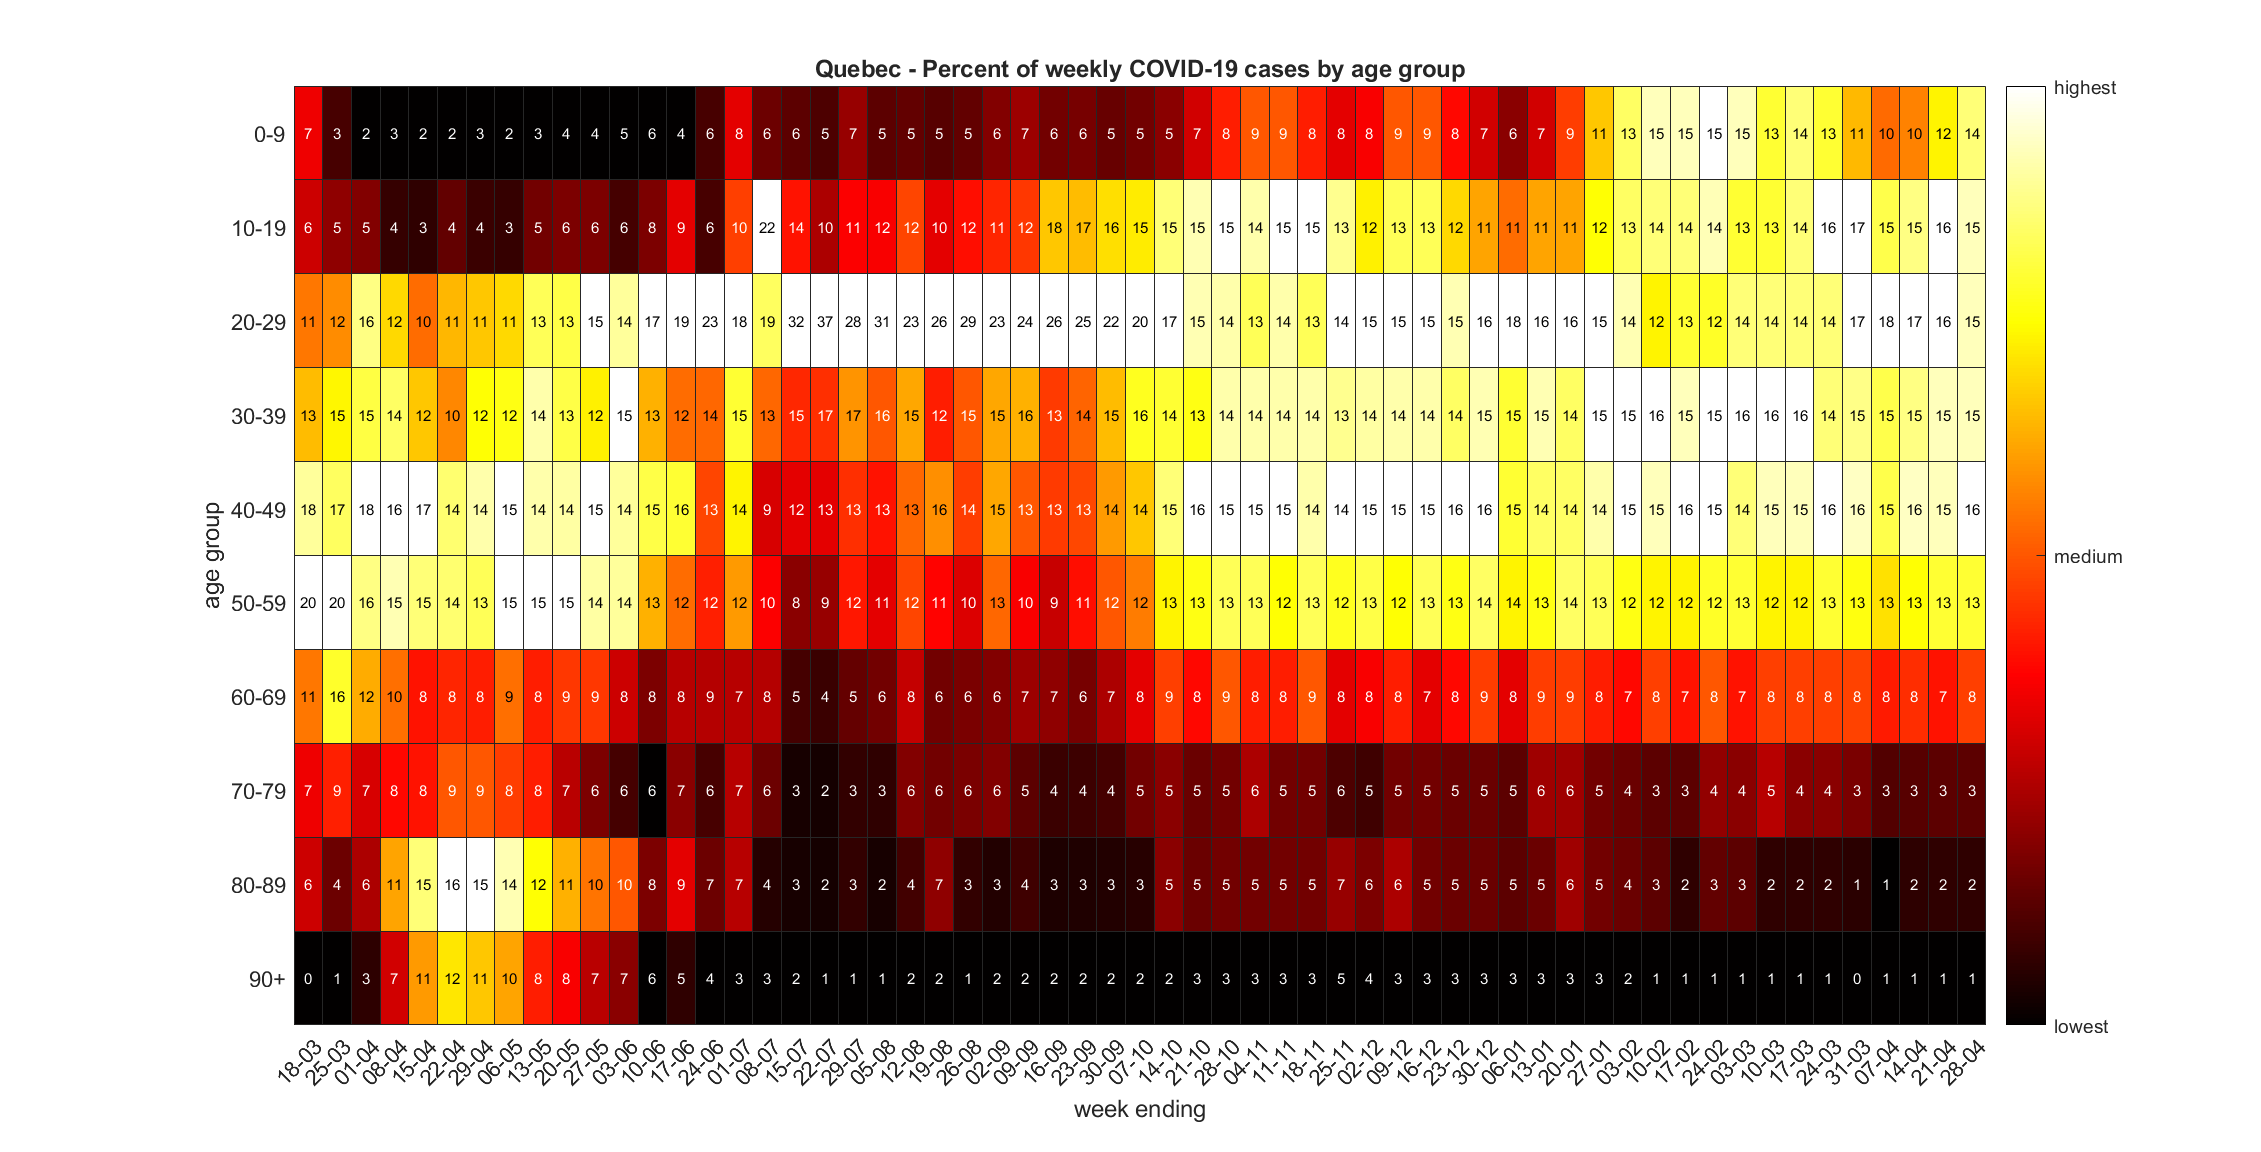 Quebec - Percent of weekly COVID-19 cases by age group
highest
0-9 7 3 2 3 2 2 3 2 3 4 4 5 6 4 6 8 6 6 5 7 5 5 5 5 6 7 6 6 5 5 5 7 8 9 9 8 8 8 9 9 8 7 6 7 9 11 13 15 15 15 15 13 14 13 11 10 10 12 14
10-19 6 5 5 4 3 4 4 3 5 6 6 6 8 9 6 10 22 14 10 11 12 12 10 12 11 12 18 17 16 15 15 15 15 14 15 15 13 12 13 13 12 11 11 11 11 12 13 14 14 14 13 13 14 16 17 15 15 16 15
20-29 11 12 16 12 10 11 11 11 13 13 15 14 17 19 23 18 19 32 37 28 31 23 26 29 23 24 26 25 22 20 17 15 14 13 14 13 14 15 15 15 15 16 18 16 16 15 14 12 13 12 14 14 14 14 17 18 17 16 15
30-39 13 15 15 14 12 10 12 12 14 13 12 15 13 12 14 15 13 15 17 17 16 15 12 15 15 16 13 14 15 16 14 13 14 14 14 14 13 14 14 14 14 15 15 15 14 15 15 16 15 15 16 16 16 14 15 15 15 15 15
40-49 18 17 18 16 17 14 14 15 14 14 15 14 15 16 13 14 9 12 13 13 13 13 16 14 15 13 13 13 14 14 15 16 15 15 15 14 14 15 15 15 16 16 15 14 14 14 15 15 16 15 14 15 15 16 16 15 16 15 16
age group
50-59 20 20 16 15 15 14 13 15 15 15 14 14 13 12 12 12 10 8 9 12 11 12 11 10 13 10 9 11 12 12 13 13 13 13 12 13 12 13 12 13 13 14 14 13 14 13 12 12 12 12 13 12 12 13 13 13 13 13 13
medium
60-69 11 16 12 10 8 8 8 9 8 9 9 8 8 8 9 7 8 5 4 5 6 8 6 6 6 7 7 6 7 8 9 8 9 8 8 9 8 8 8 7 8 9 8 9 9 8 7 8 7 8 7 8 8 8 8 8 8 7 8
70-79 7 9 7 8 8 9 9 8 8 7 6 6 6 7 6 7 6 3 2 3 3 6 6 6 6 5 4 4 4 5 5 5 5 6 5 5 6 5 5 5 5 5 5 6 6 5 4 3 3 4 4 5 4 4 3 3 3 3 3
80-89 6 4 6 11 15 16 15 14 12 11 10 10 8 9 7 7 4 3 2 3 2 4 7 3 3 4 3 3 3 3 5 5 5 5 5 5 7 6 6 5 5 5 5 5 6 5 4 3 2 3 3 2 2 2 1 1 2 2 2
90+ 0 1 3 7 11 12 11 10 8 8 7 7 6 5 4 3 3 2 1 1 1 2 2 1 2 2 2 2 2 2 2 3 3 3 3 3 5 4 3 3 3 3 3 3 3 3 2 1 1 1 1 1 1 1 0 1 1 1 1
lowest
18-03 25-03 01-04 08-04 15-04 22-04 29-04 06-05 13-05 20-05 27-05 03-06 10-06 17-06 24-06 01-07 08-07 15-07 22-07 29-07 05-08 12-08 19-08 26-08 02-09 09-09 16-09 23-09 30-09 07-10 14-10 21-10 28-10 04-11 11-11 18-11 25-11 02-12 09-12 16-12 23-12 30-12 06-01 13-01 20-01 27-01 03-02 10-02 17-02 24-02 03-03 10-03 17-03 24-03 31-03 07-04 14-04 21-04 28-04
week ending